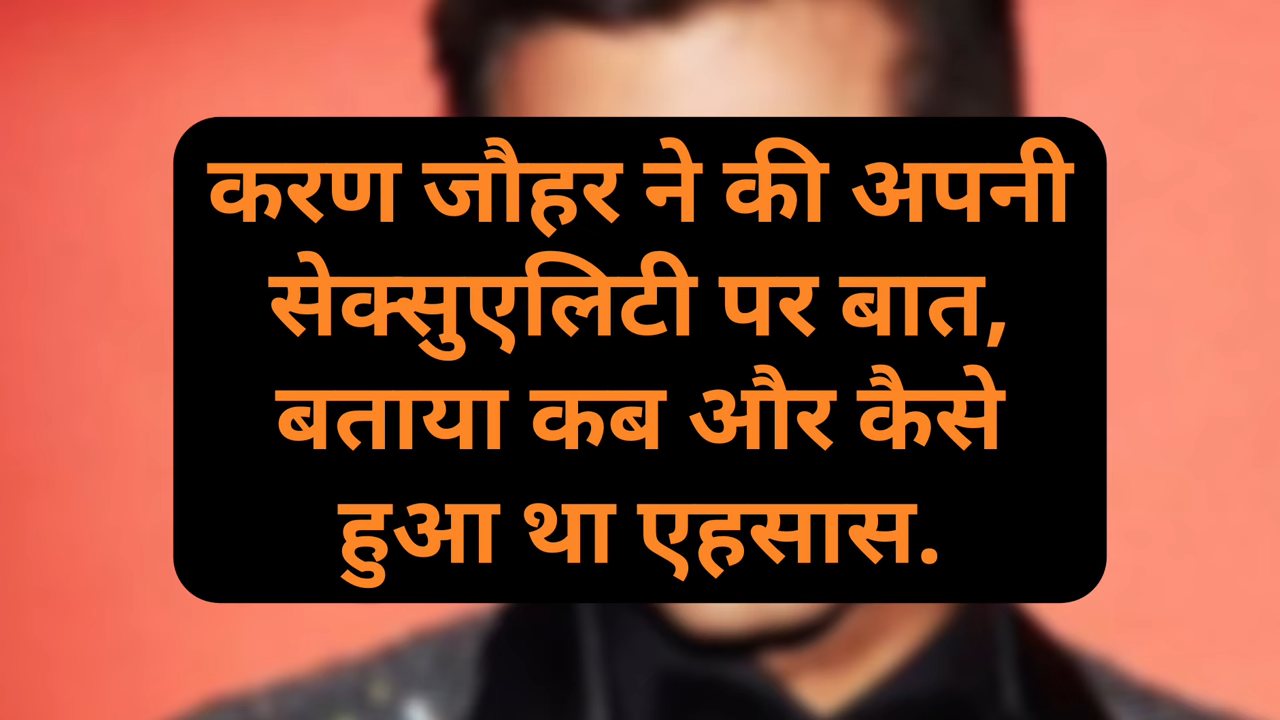 करण जौहर ने की अपनी
सेक्सुएलिटी पर बात,
बताया कब और कैसे
हुआ था एहसास.